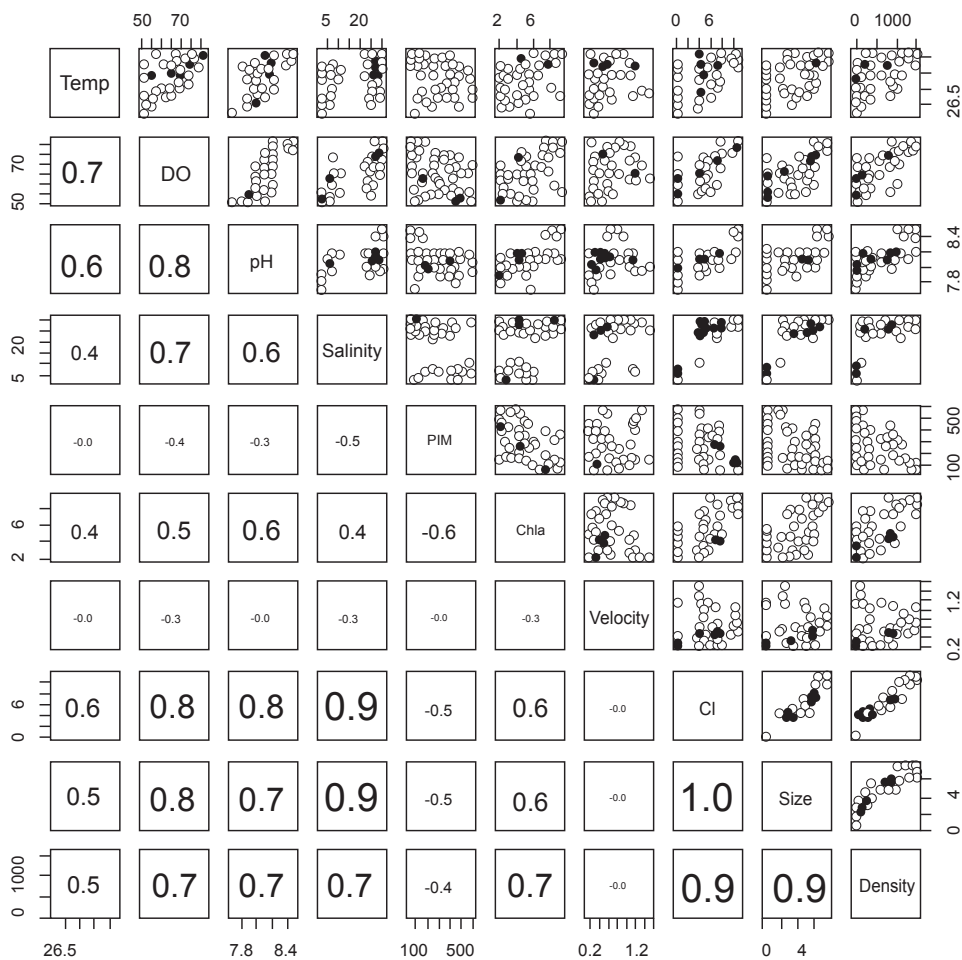 50 70 5 20 2 6 0 6 0 1000
Temp
26.5
0.7 DO
50 70
pH
0.6 0.8
7.8 8.4
0.4 0.7 0.6 Salinity
5 20
-0.0 -0.4 -0.3 -0.5 PIM
100 500
0.4 0.5 0.6 0.4 -0.6 Chla
2 6
-0.0 -0.3 -0.0 -0.3 -0.0 -0.3 Velocity
0.2 1.2
0.6 0.8 0.8 0.9 -0.5 0.6 -0.0 CI
0 6
0.5 0.8 0.7 0.9 -0.5 0.6 -0.0 1.0 Size
0 4
0.5 0.7 0.7 0.7 -0.4 0.7 -0.0 0.9 0.9 Density
0 1000
26.5 7.8 8.4 100 500 0.2 1.2 0 4